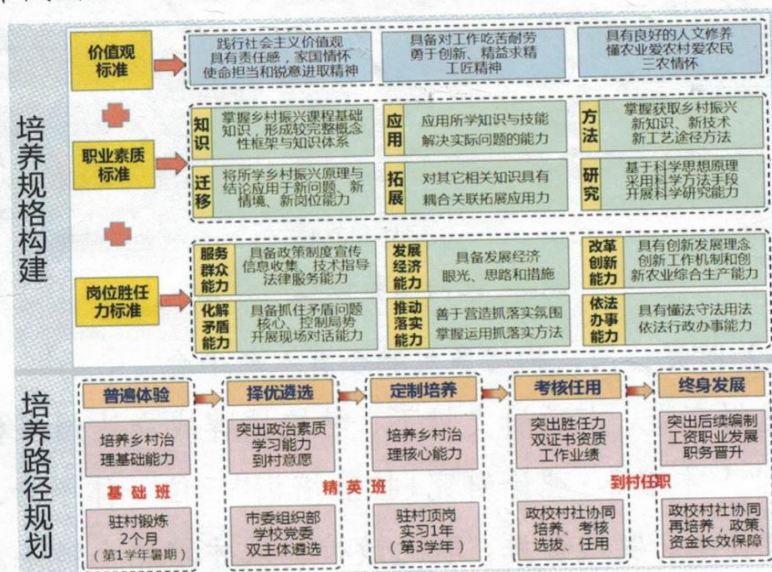 培养规格构建
价值观
标准
践行社会主义价值观
具有责任感，家国情怀
使命担当和锐意进取精神
具备对工作吃苦耐劳
勇于创新、精益求精
工匠精神
具有良好的人文修养
懂农业爱农村爱农民
三农情怀
职业素质
标准
知识
掌握乡村振兴课程基础
知识，形成较完整概念
性框架与知识体系
应用
应用所学知识与技能
解决实际问题的能力
方法
掌握获取乡村振兴
新知识、新技术
新工艺途径方法
迁移
将所学乡村振兴原理与
结论应用于新问题、新
情境、新岗位能力
拓展
对其它相关知识具有
耦合关联拓展应用力
研究
基于科学思想原理
采用科学方法手段
开展科学研究能力
岗位胜任
力标准
服务
群众
能力
具备政策制度宣传
信息收集、技术指导
法律服务能力
发展
经济
能力
具备发展经济
眼光、思路和措施
改革
创新
能力
具有创新发展理念
创新工作机制和创
新农业综合生产能力
化解
矛盾
能力
具备抓住矛盾问题
核心、控制局势
开展现场对话能力
推动
落实
能力
善于营造抓落实氛围
掌握运用抓落实方法
依法
办事
能力
具有懂法守法用法
依法行政办事能力
培养路径规划
普遍体验
择优遴选
定制培养
考核任用
终身发展
培养乡村治
理基础能力
突出政治素质
学习能力
到村意愿
培养乡村治
理核心能力
突出胜任力
双证书资质
工作业绩
突出后续编制
工资职业发展
职务晋升
基础班
精英班
到村任职
驻村锻炼
2个月
（第1学年暑期）
市委组织部
学校党委
双主体遴选
驻村顶岗
实习1年
（第3学年）
政校村社协同
培养、考核
选拔、任用
政校村社协同
再培养，政策、
资金长效保障